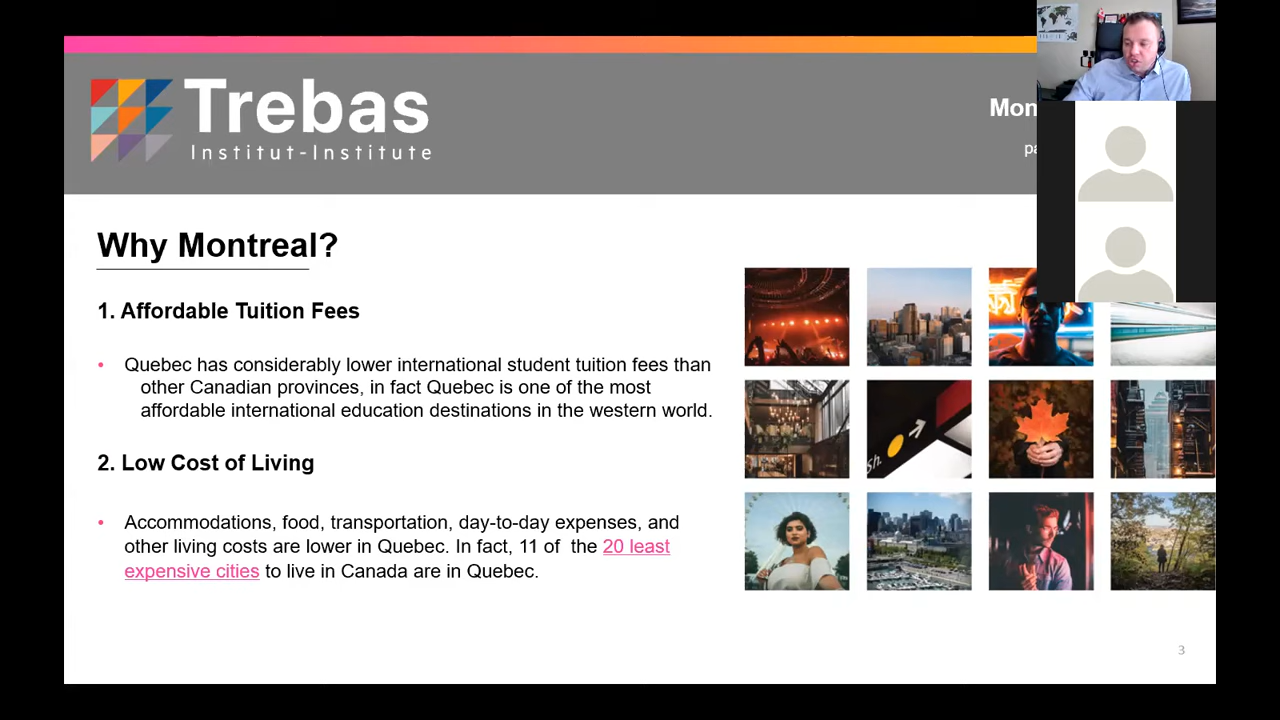 Trebas
Institut-Institute
Mon
pa
Why Montreal?
1. Affordable Tuition Fees
• Quebec has considerably lower international student tuition fees than
other Canadian provinces, in fact Quebec is one of the most
affordable international education destinations in the western world.
2. Low Cost of Living
• Accommodations, food, transportation, day-to-day expenses, and
other living costs are lower in Quebec. In fact, 11 of the 20 least
expensive cities to live in Canada are in Quebec.
sh.
3